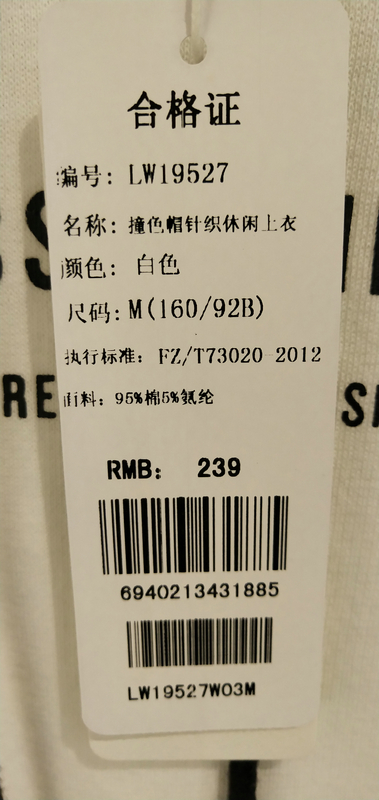 合格证
编号: LW19527
名称: 撞色帽针织休闲上衣
颜色: 白色
尺码: M(160/92B)
执行标准: FZ/T73020-2012
面料: 95%棉5%氨纶
RMB: 239
6940213431885
LW19527W03M
RE